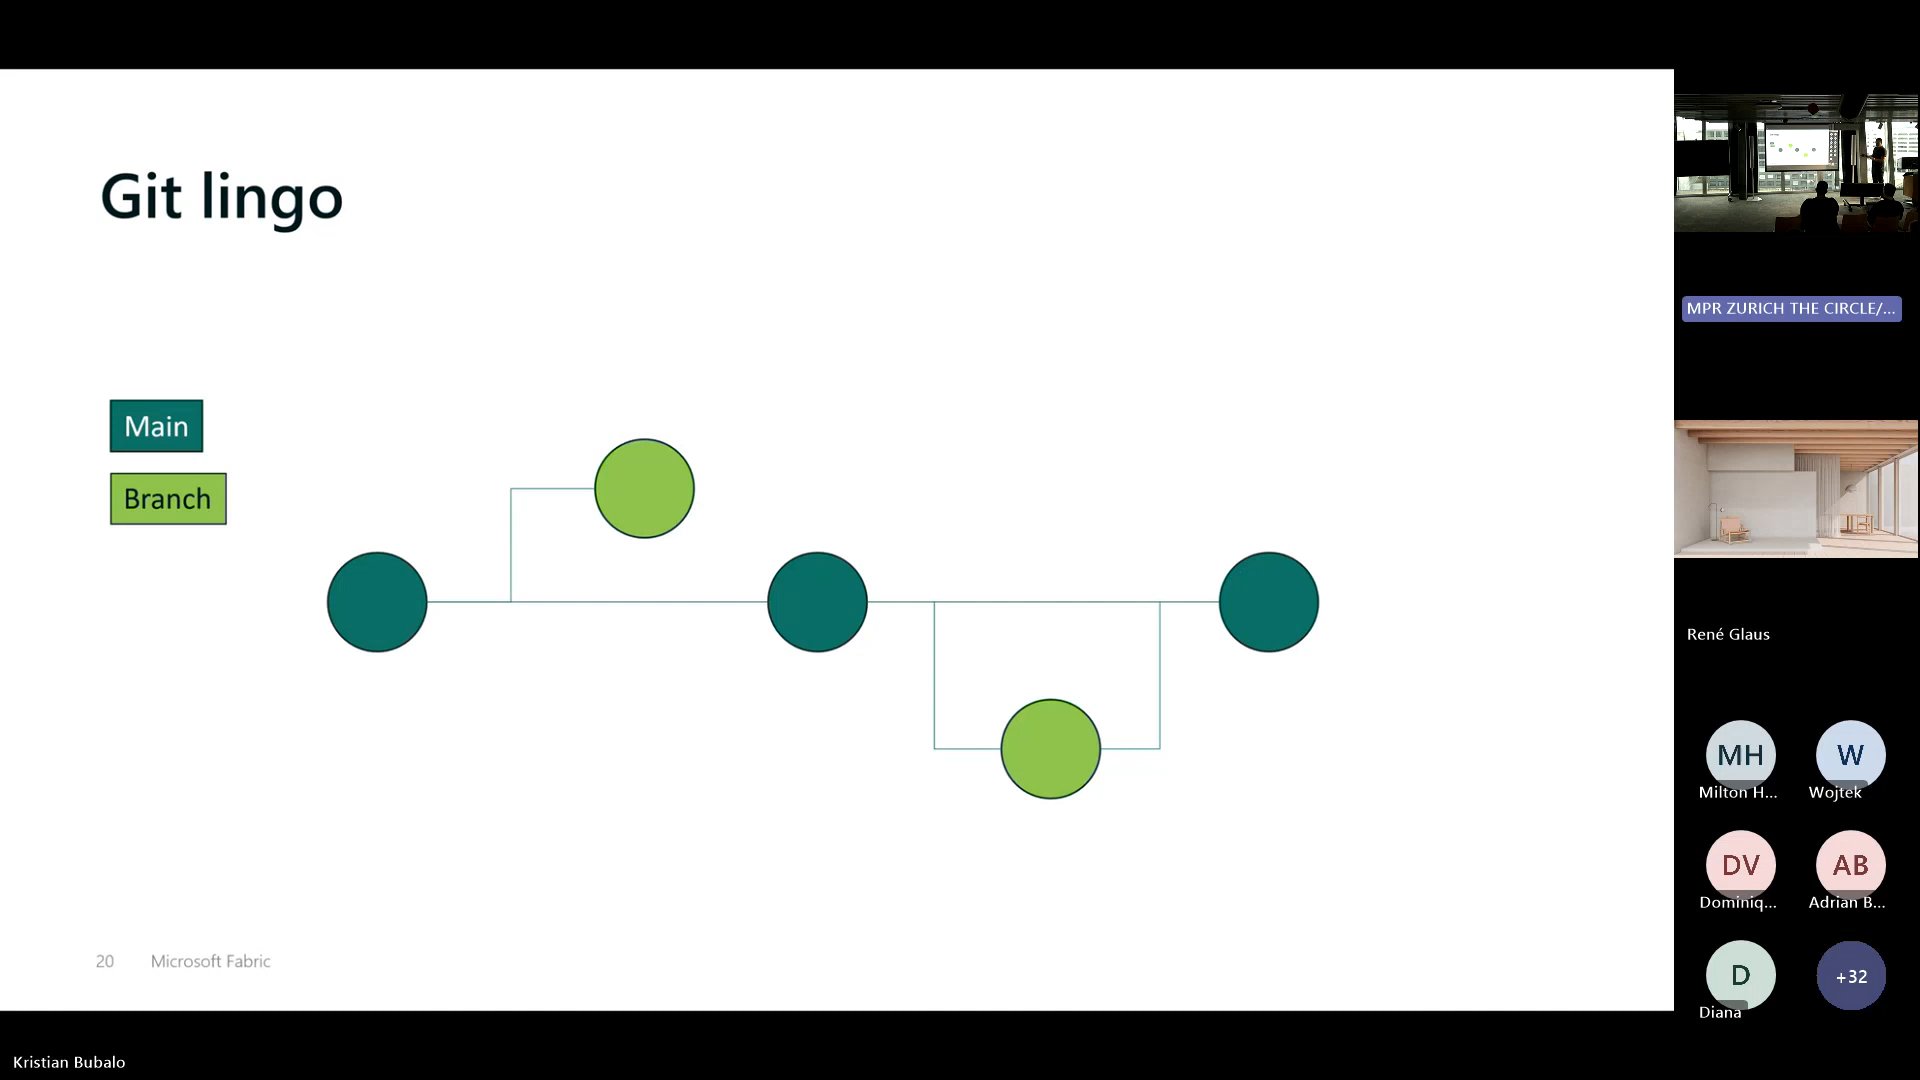 Git lingo
Main
Branch
20 Microsoft Fabric
MPR ZURICH THE CIRCLE/...
René Glaus
MH
W
Milton H...
Wojtek
DV
AB
Dominiq...
Adrian B...
D
+32
Diana
Kristian Bubalo